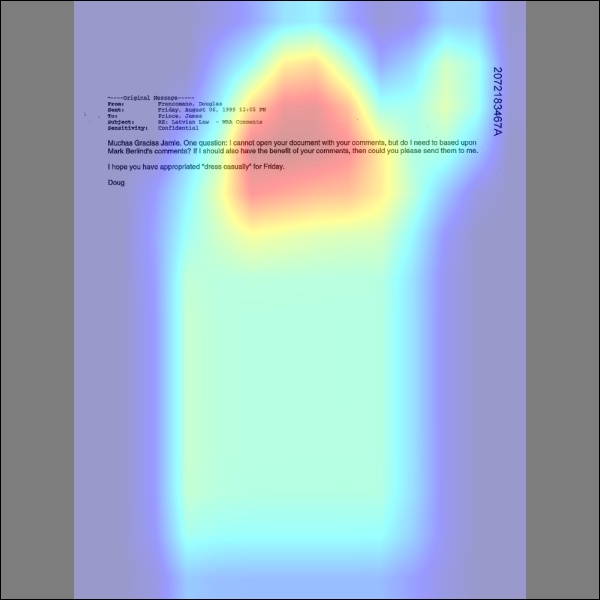 -----Original Message-----
From: Francomano, Douglas
Sent: Friday, August 06, 1999 12:05 PM
To: Prince, James
Subject: RE: Latvian Law - MBA Comments
Sensitivity: Confidential
Muchas Graciss Jamie. One question: I cannot open your document with your comments, but do I need to based upon
Mark Berlind's comments? If I should also have the benefit of your comments, then could you please send them to me.
I hope you have appropriated "dress casually" for Friday.
Doug
2072183467A